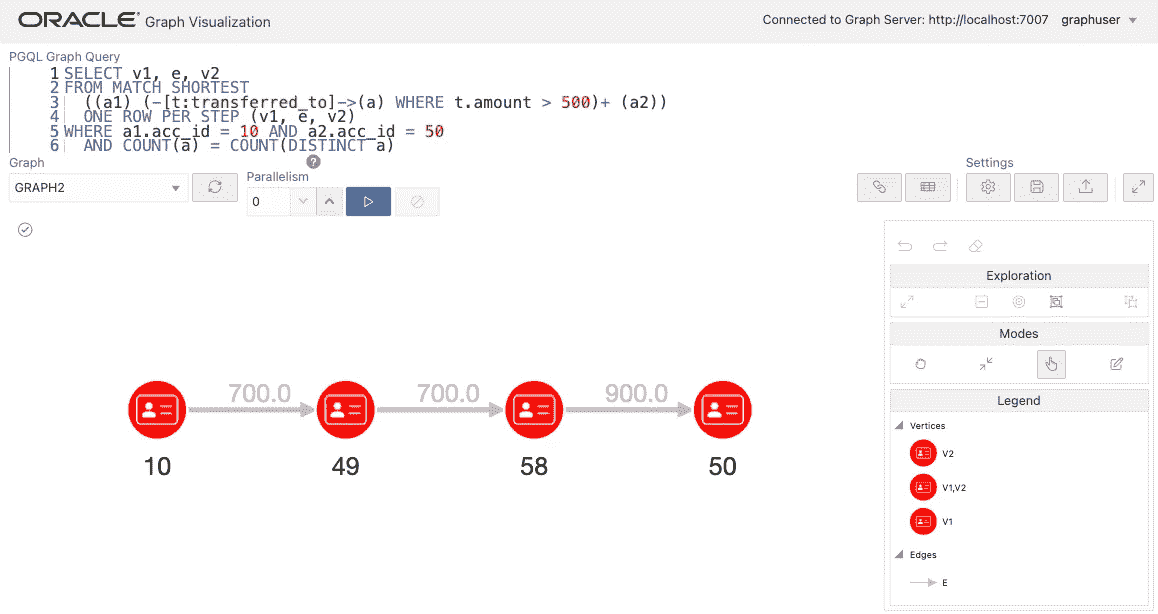 ORACLE® Graph Visualization
Connected to Graph Server: http://localhost:7007 graphuser
PGQL Graph Query
1 SELECT v1, e, v2
2 FROM MATCH SHORTEST
3 ((a1) (-[t:transferred_to]->(a) WHERE t.amount > 500)+ (a2))
4 ONE ROW PER STEP (v1, e, v2)
5 WHERE a1.acc_id = 10 AND a2.acc_id = 50
6 AND COUNT(a) = COUNT(DISTINCT a)
Graph
?
Parallelism
Settings
GRAPH2
0
Exploration
Modes
Legend
Vertices
V2
V1,V2
V1
Edges
E
700.0 700.0 900.0
10 49 58 50